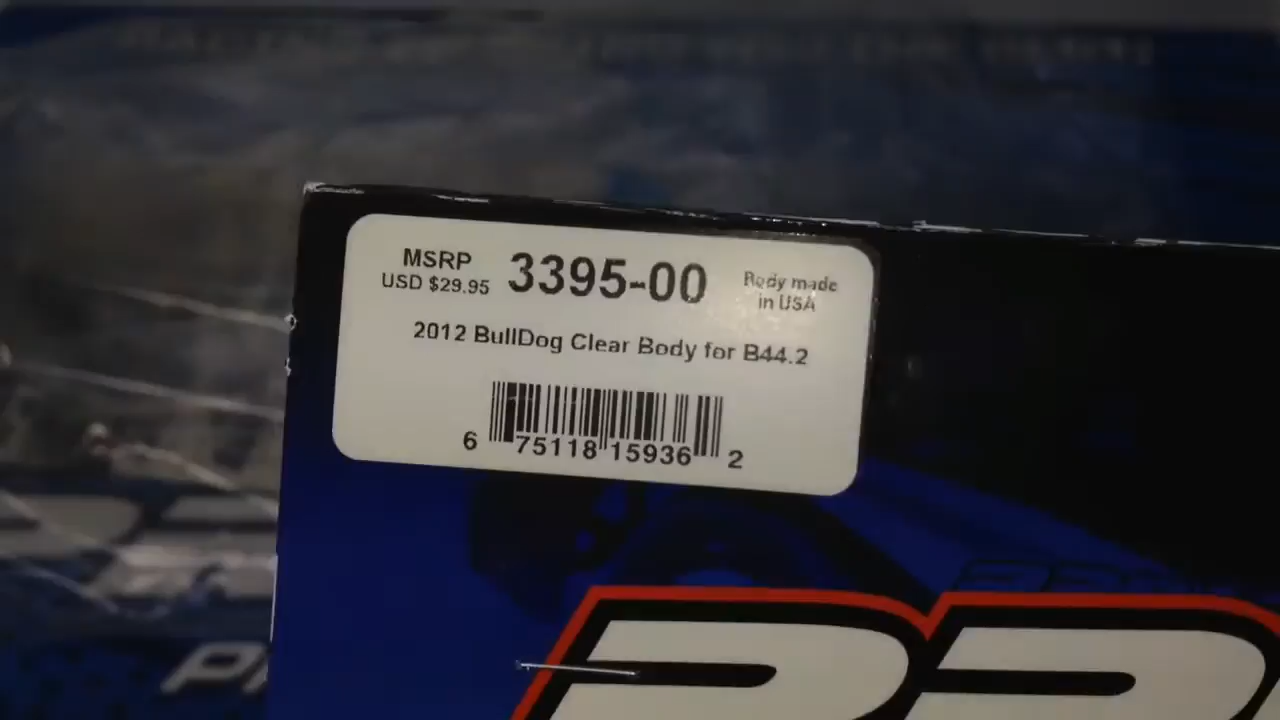 MSRP
USD $29.95
3395-00
Body made
in USA
2012 BullDog Clear Body for B44.2
6 75118 15936 2